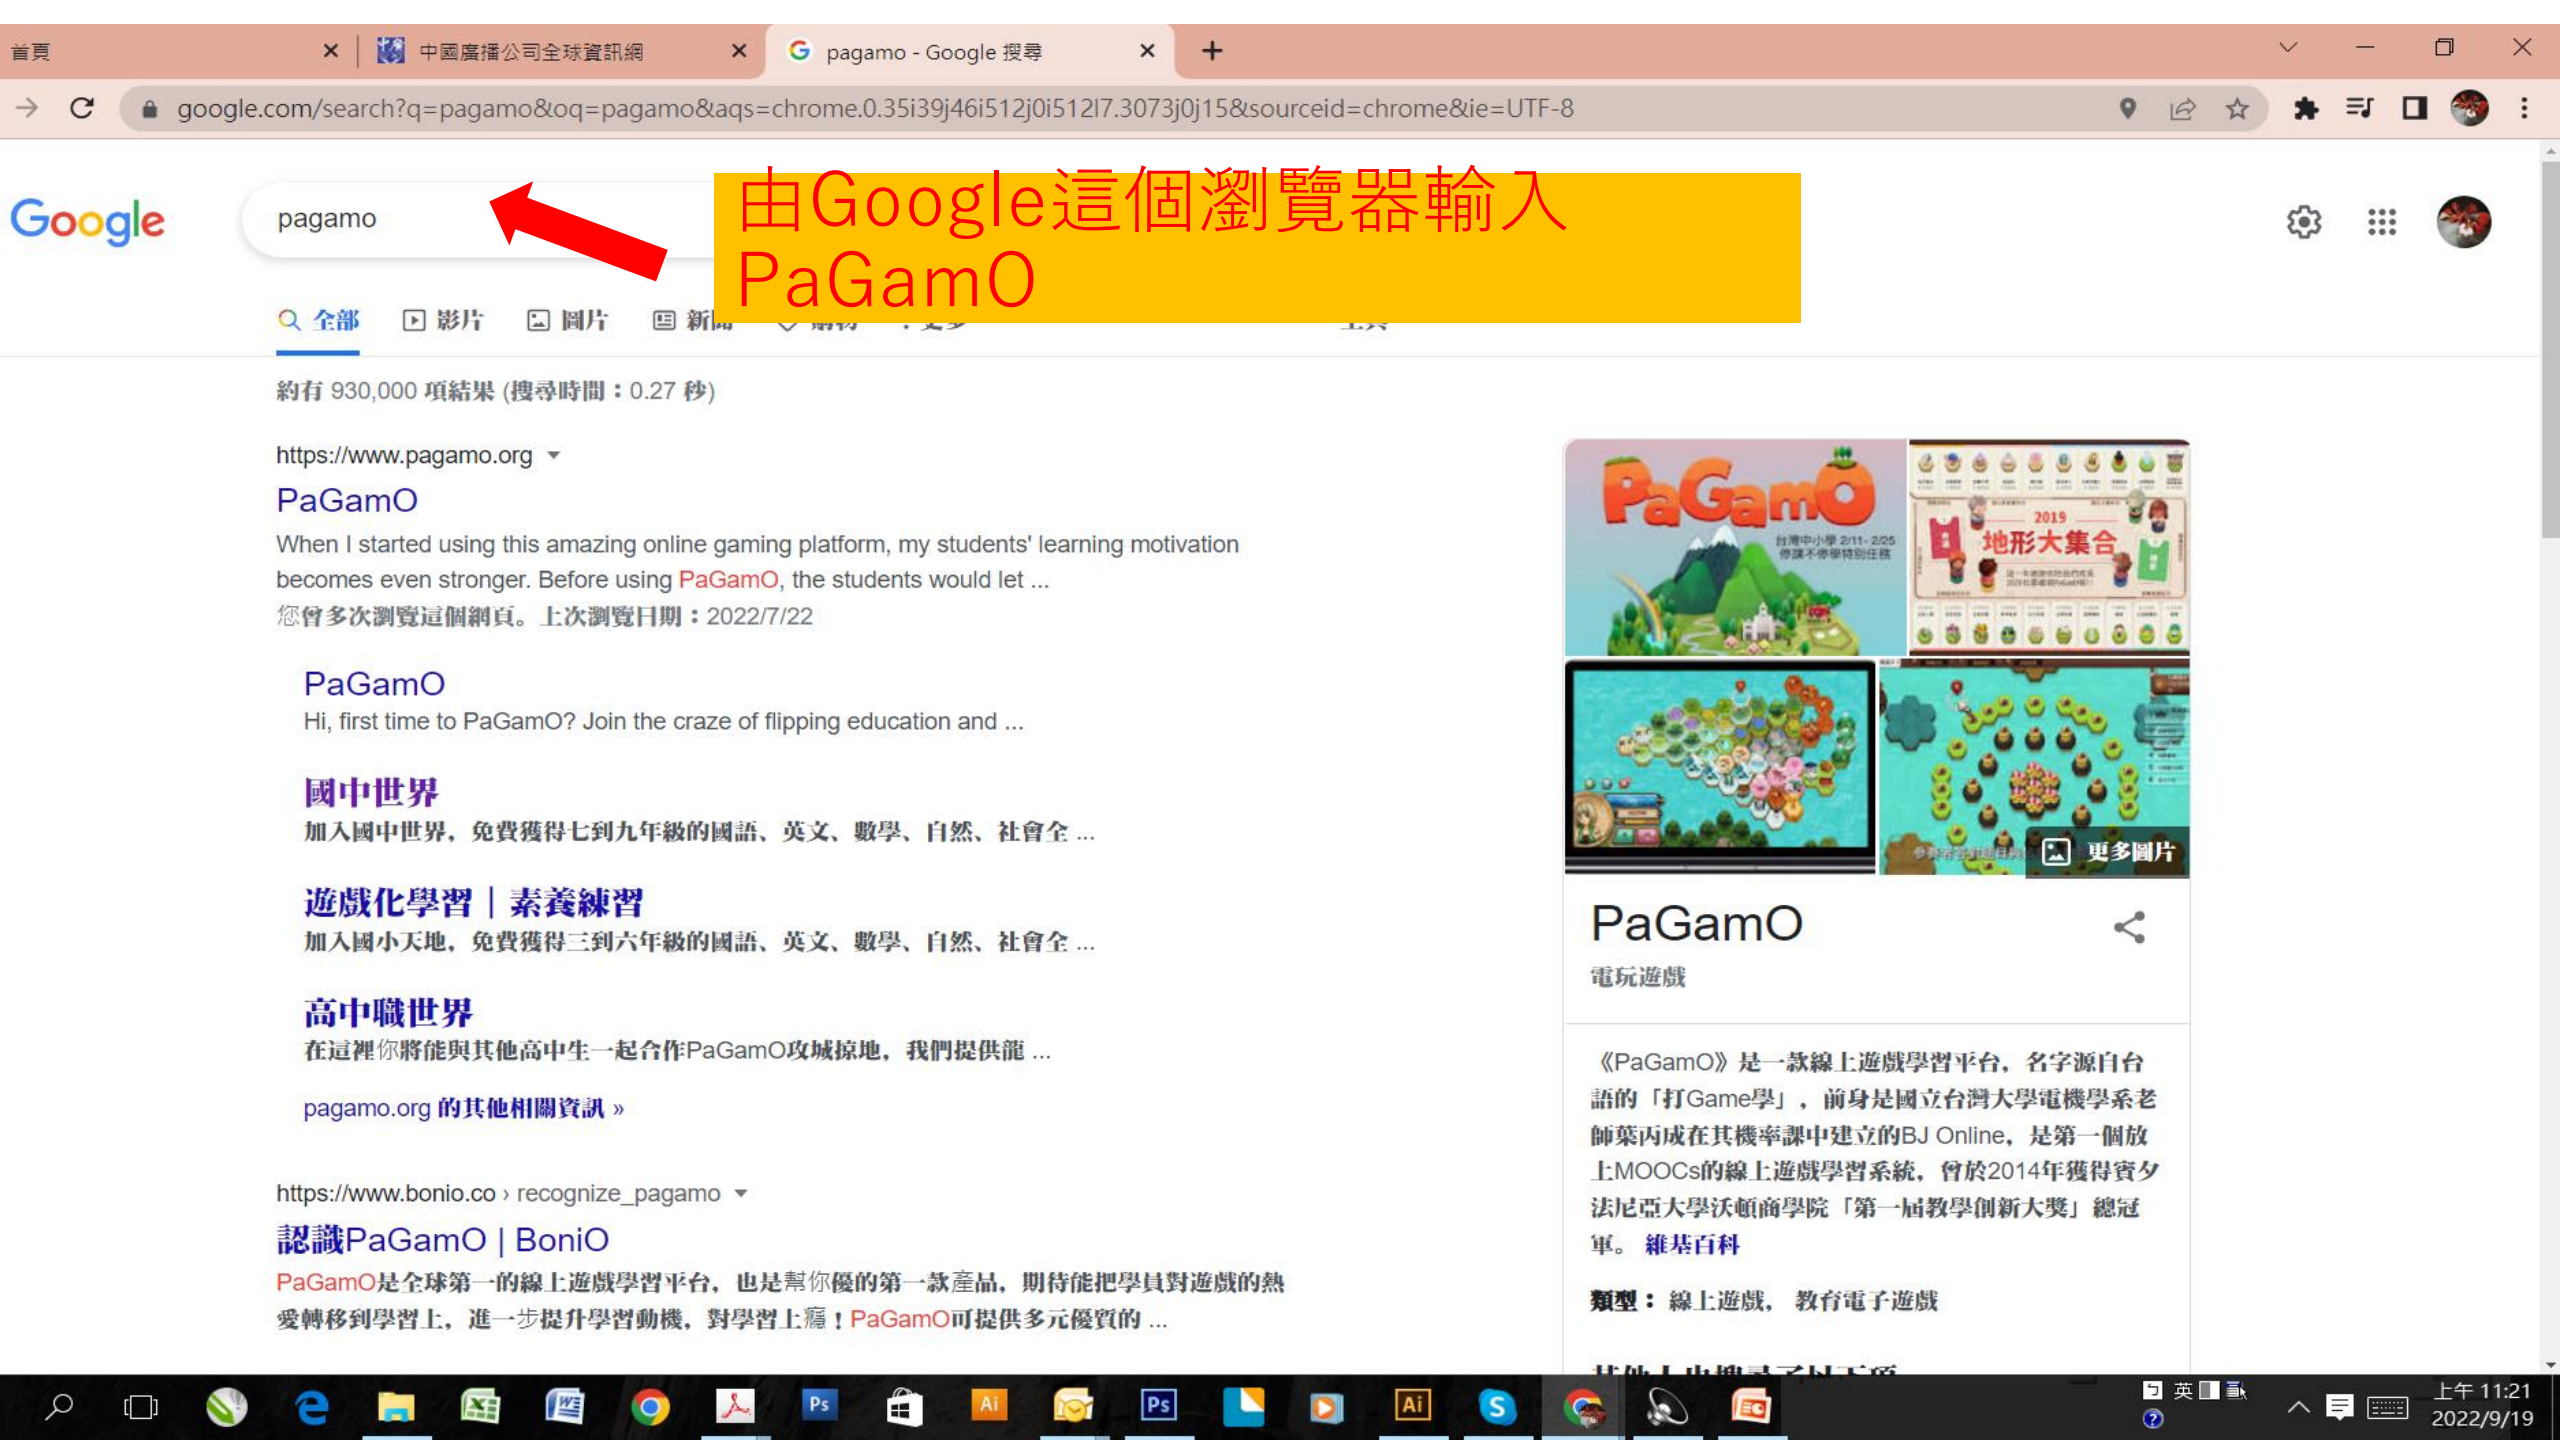 首頁
中國廣播公司全球資訊網
pagamo - Google 搜尋
google.com/search?q=pagamo&oq=pagamo&aqs=chrome.0.35i39j46i512j0i512l7.3073j0j15&sourceid=chrome&ie=UTF-8
由Google這個瀏覽器輸入
PaGamO
Google
pagamo
全部
影片
圖片
約有 930,000 項結果 (搜尋時間：0.27 秒)
https://www.pagamo.org
PaGamO
When I started using this amazing online gaming platform, my students' learning motivation
becomes even stronger. Before using PaGamO, the students would let ...
您曾多次瀏覽這個網頁。上次瀏覽日期：2022/7/22
PaGamO
Hi, first time to PaGamO? Join the craze of flipping education and ...
國中世界
加入國中世界，免費獲得七到九年級的國語、英文、數學、自然、社會全 ...
遊戲化學習｜素養練習
加入國小天地，免費獲得三到六年級的國語、英文、數學、自然、社會全 ...
高中職世界
在這裡你將能與其他高中生一起合作PaGamO攻城掠地，我們提供龍 ...
pagamo.org 的其他相關資訊 »
https://www.bonio.co › recognize_pagamo
認識PaGamO | BoniO
PaGamO是全球第一的線上遊戲學習平台，也是幫你優的第一款產品，期待能把學員對遊戲的熱
愛轉移到學習上，進一步提升學習動機，對學習上癮！PaGamO可提供多元優質的 ...
PaGamO
台灣中小學 2/11- 2/25
停課不停學特別任務
2019
地形大集合
更多圖片
PaGamO
電玩遊戲
《PaGamO》是一款線上遊戲學習平台，名字源自台
語的「打Game學」，前身是國立台灣大學電機學系老
師葉丙成在其機率課中建立的BJ Online，是第一個放
上MOOCs的線上遊戲學習系統，曾於2014年獲得賓夕
法尼亞大學沃頓商學院「第一屆教學創新大獎」總冠
軍。 維基百科
類型： 線上遊戲， 教育電子遊戲
Ps
Ai
Ps
Ai
英
上午 11:21
2022/9/19